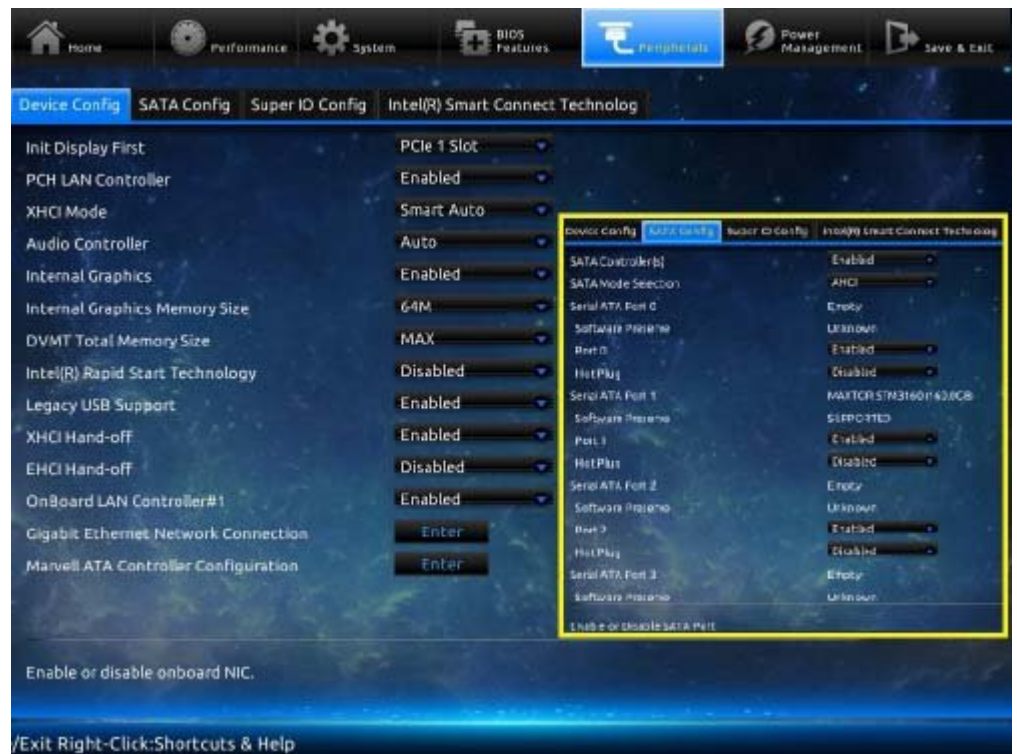 Home
Performance
System
BIOS Features
Peripherals
Power Management
Save & Exit
Device Config SATA Config Super IO Config Intel(R) Smart Connect Technolog
Init Display First PCIe 1 Slot
PCH LAN Controller Enabled
XHCI Mode Smart Auto
Audio Controller Auto
Internal Graphics Enabled
Internal Graphics Memory Size 64M
DVMT Total Memory Size MAX
Intel(R) Rapid Start Technology Disabled
Legacy USB Support Enabled
XHCI Hand-off Enabled
EHCI Hand-off Disabled
OnBoard LAN Controller#1 Enabled
Gigabit Ethernet Network Connection Enter
Marvell ATA Controller Configuration Enter
Device Config SATA Config Super IO Config Intel(R) Smart Connect Technolog
SATA Controller(s) Enabled
SATA Mode Selection AHCI
Serial ATA Port 0 Empty
Software Preserve Unknown
Port 0 Enabled
Hot Plug Disabled
Serial ATA Port 1 MAXTOR STM3160
Software Preserve SUPPORTED
Port 1 Enabled
Hot Plug Disabled
Serial ATA Port 2 Empty
Software Preserve Unknown
Port 2 Enabled
Hot Plug Disabled
Serial ATA Port 3 Empty
Software Preserve Unknown
Enable or Disable SATA Port
Enable or disable onboard NIC.
/Exit Right-Click:Shortcuts & Help